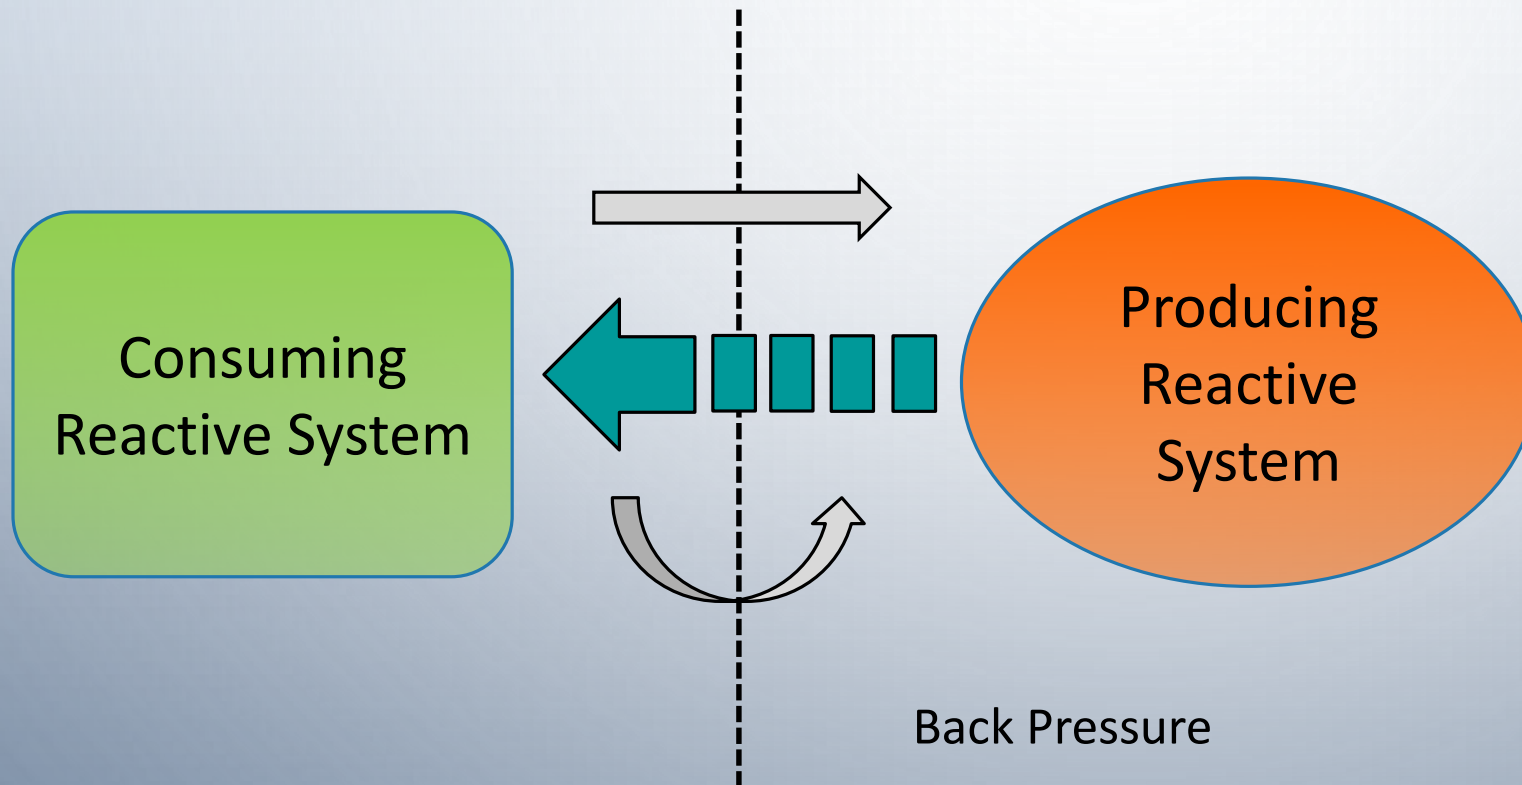 Consuming
Reactive System
Producing
Reactive
System
Back Pressure